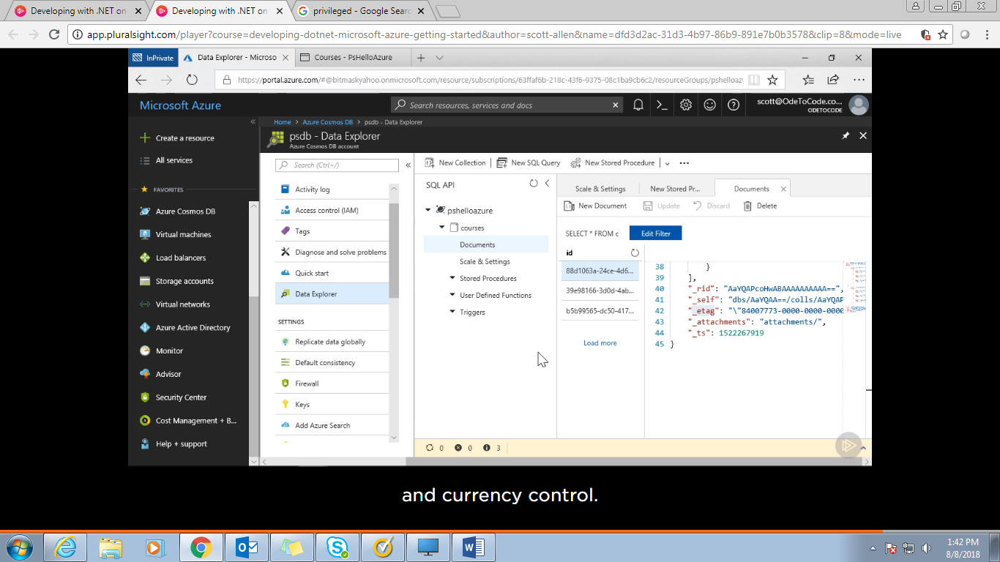 Developing with .NET on
Developing with .NET on
privileged - Google Sear
app.pluralsight.com/player?course=developing-dotnet-microsoft-azure-getting-started&author=scott-allen&name=dfd3d2ac-31d3-4b97-86b9-891e7b0b3578&clip=8&mode=live
InPrivate
Data Explorer - Microso
Courses - PsHelloAzure
https://portal.azure.com/#@bitmaskyahoo.onmicrosoft.com/resource/subscriptions/63ffaf6b-218c-43f6-9375-08c1ba9cb6c2/resourceGroups/pshelloaz
Microsoft Azure
Search resources, services and docs
scott@OdeToCode.co...
ODETOCODE
Home > Azure Cosmos DB > psdb - Data Explorer
psdb - Data Explorer
Azure Cosmos DB account
Create a resource
All services
FAVORITES
Azure Cosmos DB
Virtual machines
Load balancers
Storage accounts
Virtual networks
Azure Active Directory
Monitor
Advisor
Security Center
Cost Management + B...
Help + support
Search (Ctrl+/)
Activity log
Access control (IAM)
Tags
Diagnose and solve problems
Quick start
Data Explorer
SETTINGS
Replicate data globally
Default consistency
Firewall
Keys
Add Azure Search
New Collection
New SQL Query
New Stored Procedure
SQL API
pshelloazure
courses
Documents
Scale & Settings
Stored Procedures
User Defined Functions
Triggers
Scale & Settings
New Stored Pr...
Documents
New Document
Update
Discard
Delete
SELECT * FROM c
Edit Filter
id
88d1063a-24ce-4d6...
39e98166-3d0d-4ab...
b5b99565-dc50-417...
Load more
38 }
39 ],
40 "_rid": "AaYQAPcoHwABAAAAAAAAAA==",
41 "_self": "dbs/AaYQAA==/colls/AaYQAP
42 "_etag": "\"84007773-0000-0000-0000
43 "_attachments": "attachments/",
44 "_ts": 1522267919
45 }
0 0 3
and currency control.
1:42 PM
8/8/2018